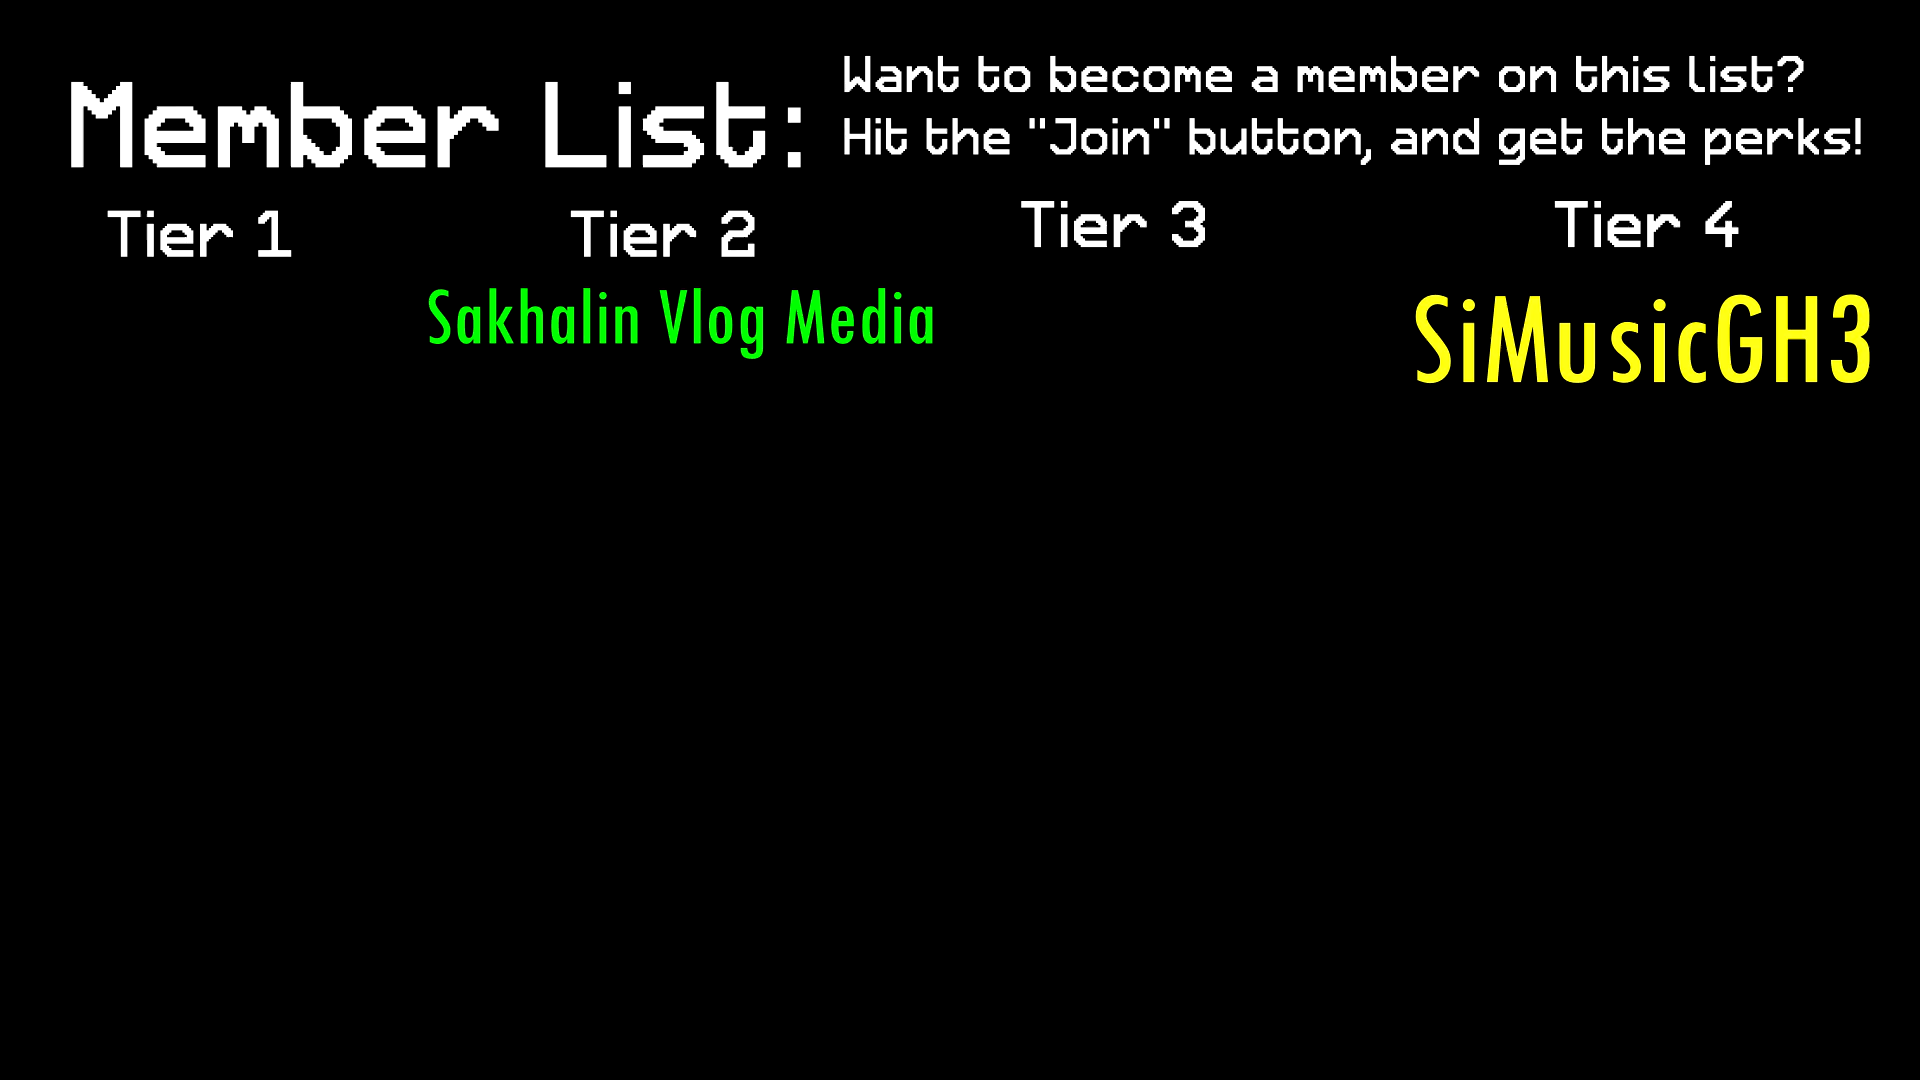 Member List:
Want to become a member on this list?
Hit the "Join" button, and get the perks!
Tier 1
Tier 2
Tier 3
Tier 4
Sakhalin Vlog Media
SiMusicGH3